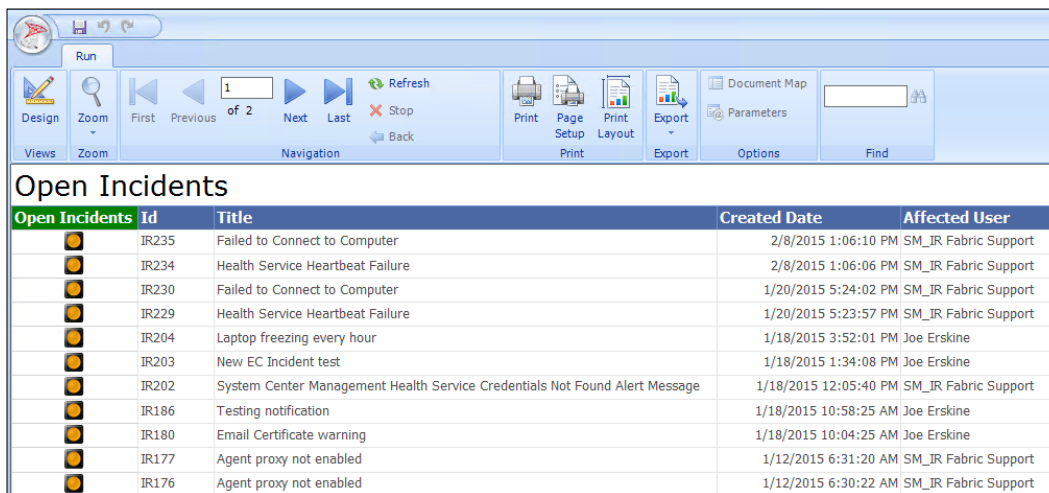 Run
Design
Zoom
First
Previous
1
of 2
Next
Last
Refresh
Stop
Back
Print
Page Setup
Print Layout
Export
Document Map
Parameters
Views
Zoom
Navigation
Print
Export
Options
Find
Open Incidents
Open Incidents Id Title Created Date Affected User
IR235 Failed to Connect to Computer 2/8/2015 1:06:10 PM SM_IR Fabric Support
IR234 Health Service Heartbeat Failure 2/8/2015 1:06:06 PM SM_IR Fabric Support
IR230 Failed to Connect to Computer 1/20/2015 5:24:02 PM SM_IR Fabric Support
IR229 Health Service Heartbeat Failure 1/20/2015 5:23:57 PM SM_IR Fabric Support
IR204 Laptop freezing every hour 1/18/2015 3:52:01 PM Joe Erskine
IR203 New EC Incident test 1/18/2015 1:34:08 PM Joe Erskine
IR202 System Center Management Health Service Credentials Not Found Alert Message 1/18/2015 12:05:40 PM SM_IR Fabric Support
IR186 Testing notification 1/18/2015 10:58:25 AM Joe Erskine
IR180 Email Certificate warning 1/18/2015 10:04:25 AM Joe Erskine
IR177 Agent proxy not enabled 1/12/2015 6:31:20 AM SM_IR Fabric Support
IR176 Agent proxy not enabled 1/12/2015 6:30:22 AM SM_IR Fabric Support